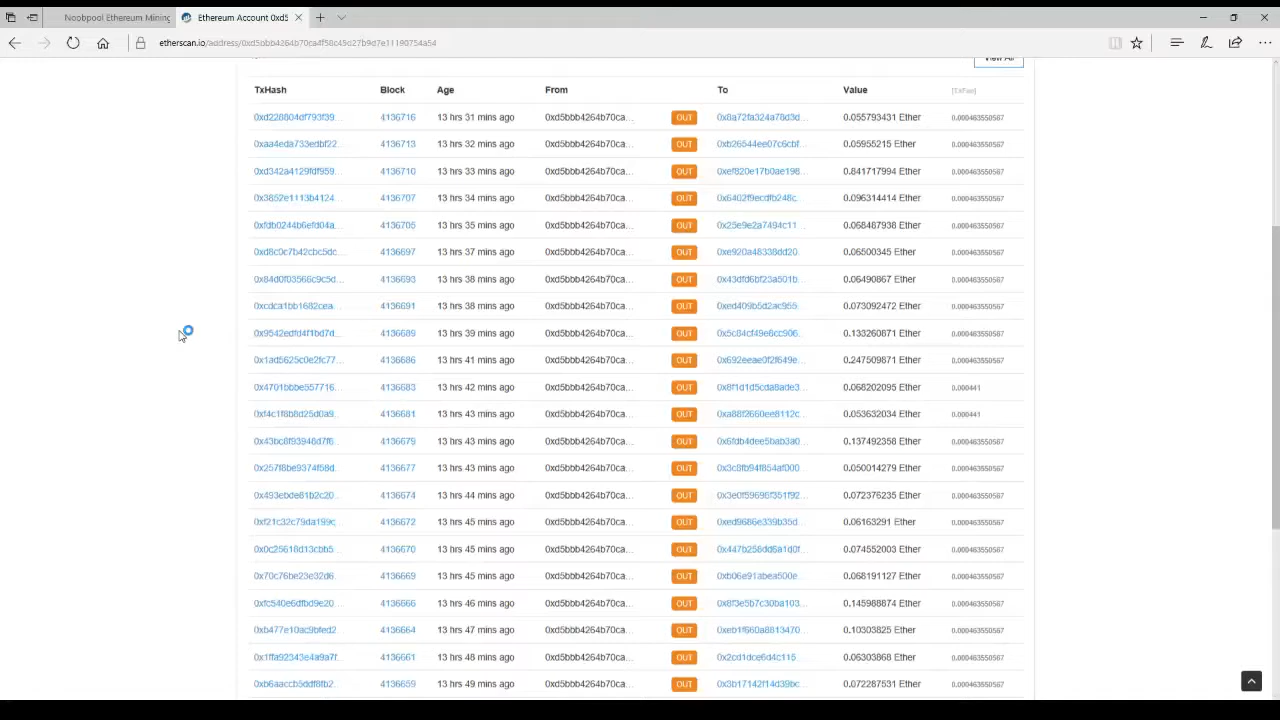 Noobpool Ethereum Mining
Ethereum Account 0xd5
View All
TxHash Block Age From To Value [TxFee]
0xd228804df793f39... 4136716 13 hrs 31 mins ago 0xd5bbb4264b70ca... OUT 0x8a72fa324a78d3d... 0.055793431 Ether 0.000463550567
0xaa4eda733edbf22... 4136713 13 hrs 32 mins ago 0xd5bbb4264b70ca... OUT 0xb26544ee07c6cbf... 0.05955215 Ether 0.000463550567
0xd342a4129fdf959... 4136710 13 hrs 33 mins ago 0xd5bbb4264b70ca... OUT 0xef820e17b0ae198... 0.841717994 Ether 0.000463550567
0x3852e1113b4124... 4136707 13 hrs 34 mins ago 0xd5bbb4264b70ca... OUT 0x6402f9ecdfb248c... 0.096314414 Ether 0.000463550567
0xfdb0244b6efd04a... 4136705 13 hrs 35 mins ago 0xd5bbb4264b70ca... OUT 0x25e9e2a7494c11... 0.068487938 Ether 0.000463550567
0xd8c0c7b42cbc5dc... 4136697 13 hrs 37 mins ago 0xd5bbb4264b70ca... OUT 0xe920a48338dd20... 0.06500345 Ether 0.000463550567
0x84d0f03566c9c5d... 4136693 13 hrs 38 mins ago 0xd5bbb4264b70ca... OUT 0x43dfd6bf23a501b... 0.06490867 Ether 0.000463550567
0xcdca1bb1682cea... 4136691 13 hrs 38 mins ago 0xd5bbb4264b70ca... OUT 0xed409b5d2ac955... 0.073092472 Ether 0.000463550567
0x9542edfd4f1bd7d... 4136689 13 hrs 39 mins ago 0xd5bbb4264b70ca... OUT 0x5c84cf49e6cc906... 0.133260871 Ether 0.000463550567
0x1ad5625c0e2fc77... 4136686 13 hrs 41 mins ago 0xd5bbb4264b70ca... OUT 0x692eeae0f2f649e... 0.247509871 Ether 0.000463550567
0x4701bbbe557716... 4136683 13 hrs 42 mins ago 0xd5bbb4264b70ca... OUT 0x8f1d1d5cda8ade3... 0.068202095 Ether 0.000441
0xf4c1f8b8d25d0a9... 4136681 13 hrs 43 mins ago 0xd5bbb4264b70ca... OUT 0xa88f2660ee8112c... 0.053632034 Ether 0.000441
0x43bc8f93946d7f6... 4136679 13 hrs 43 mins ago 0xd5bbb4264b70ca... OUT 0x6fdb4dee5bab3a0... 0.137492358 Ether 0.000463550567
0x257f8be9374f58d... 4136677 13 hrs 43 mins ago 0xd5bbb4264b70ca... OUT 0x3c8fb94f854af000... 0.050014279 Ether 0.000463550567
0x493ebde81b2c20... 4136674 13 hrs 44 mins ago 0xd5bbb4264b70ca... OUT 0x3e0f59696f351f92... 0.072376235 Ether 0.000463550567
0xf21c32c79da199c... 4136672 13 hrs 45 mins ago 0xd5bbb4264b70ca... OUT 0xed9686e339b35d... 0.06163291 Ether 0.000463550567
0x0c25618d13cbb5... 4136670 13 hrs 45 mins ago 0xd5bbb4264b70ca... OUT 0x447b258dd8a1d0f... 0.074552003 Ether 0.000463550567
0x70c76be23e32d6... 4136669 13 hrs 45 mins ago 0xd5bbb4264b70ca... OUT 0xb06e91abea500e... 0.068191127 Ether 0.000463550567
0xfc540e6dfbd9e20... 4136666 13 hrs 46 mins ago 0xd5bbb4264b70ca... OUT 0x8f3e5b7c30ba103... 0.145988874 Ether 0.000463550567
0xb477e10ac9bfed2... 4136664 13 hrs 47 mins ago 0xd5bbb4264b70ca... OUT 0xeb1f660a8813470... 0.10303825 Ether 0.000463550567
0x1ffa92343e4a9a7f... 4136661 13 hrs 48 mins ago 0xd5bbb4264b70ca... OUT 0x2cd1dce6d4c115... 0.06303868 Ether 0.000463550567
0xb6aaccb5ddf8fb2... 4136659 13 hrs 49 mins ago 0xd5bbb4264b70ca... OUT 0x3b17142f14d39bc... 0.072287531 Ether 0.000463550567